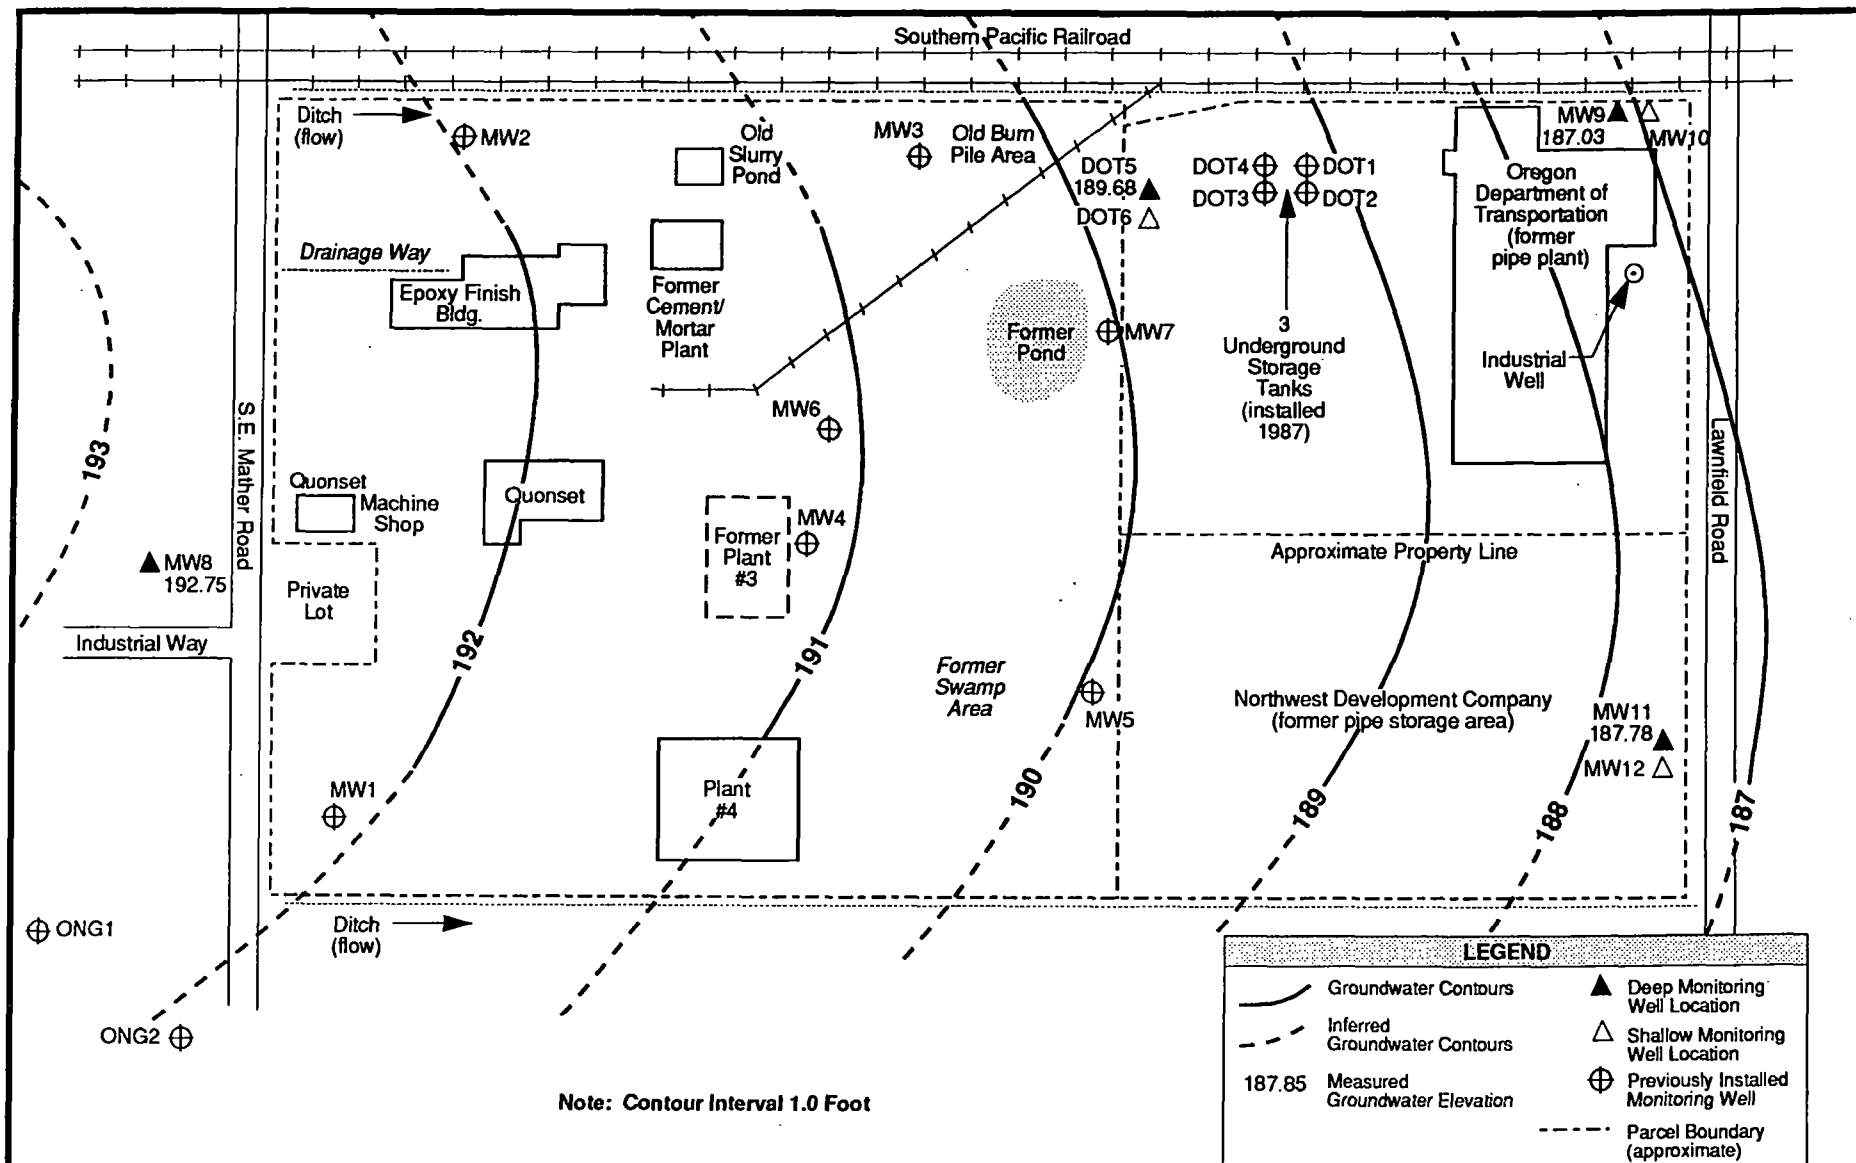 Southern Pacific Railroad
Ditch
(flow)
MW2
Old
Slurry
Pond
MW3
Old Burn
Pile Area
DOT5
189.68
DOT6
DOT4
DOT1
DOT3
DOT2
MW9
187.03
MW10
Oregon
Department of
Transportation
(former
pipe plant)
Drainage Way
Epoxy Finish
Bldg.
Former
Cement/
Mortar
Plant
Former
Pond
MW7
3
Underground
Storage
Tanks
(installed
1987)
Industrial
Well
MW6
193
S.E. Mather Road
Lawnfield Road
Quonset
Machine
Shop
Quonset
Former
Plant
#3
MW4
Approximate Property Line
MW8
192.75
Private
Lot
Industrial Way
192
191
Former
Swamp
Area
MW5
Northwest Development Company
(former pipe storage area)
MW11
187.78
MW12
MW1
Plant
#4
190
189
188
187
ONG1
Ditch
(flow)
ONG2
Note: Contour Interval 1.0 Foot
LEGEND
Groundwater Contours
Inferred
Groundwater Contours
187.85
Measured
Groundwater Elevation
Deep Monitoring
Well Location
Shallow Monitoring
Well Location
Previously Installed
Monitoring Well
Parcel Boundary
(approximate)